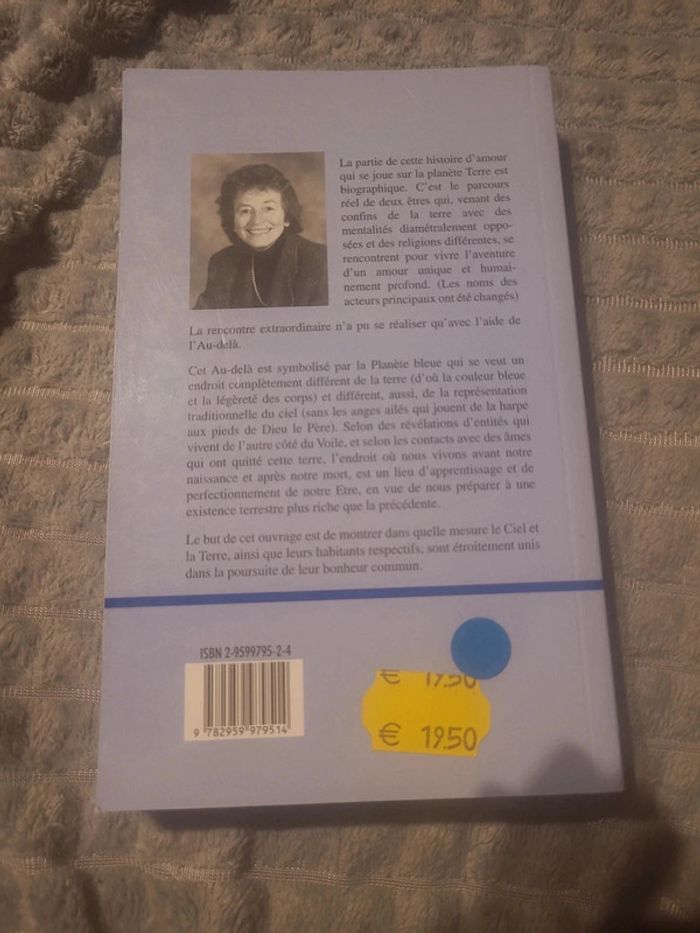 La partie de cette histoire d'amour
qui se joue sur la planète Terre est
biographique. C'est le parcours
réel de deux êtres qui, venant des
confins de la terre avec des
mentalités diamétralement oppo-
sées et des religions différentes, se
rencontrent pour vivre l'aventure
d'un amour unique et humai-
nement profond. (Les noms des
acteurs principaux ont été changés)
La rencontre extraordinaire n'a pu se réaliser qu'avec l'aide de
l'Au-delà.
Cet Au-delà est symbolisé par la Planète bleue qui se veut un
endroit complètement différent de la terre (d'où la couleur bleue
et la légèreté des corps) et différent, aussi, de la représentation
traditionnelle du ciel (sans les anges ailés qui jouent de la harpe
aux pieds de Dieu le Père). Selon des révélations d'entités qui
vivent de l'autre côté du Voile, et selon les contacts avec des âmes
qui ont quitté cette terre, l'endroit où nous vivons avant notre
naissance et après notre mort, est un lieu d'apprentissage et de
perfectionnement de notre Etre, en vue de nous préparer à une
existence terrestre plus riche que la précédente.
Le but de cet ouvrage est de montrer dans quelle mesure le Ciel et
la Terre, ainsi que leurs habitants respectifs, sont étroitement unis
dans la poursuite de leur bonheur commun.
ISBN 2-9599795-2-4
9 782959 979514
€ 19.50
€ 19.50